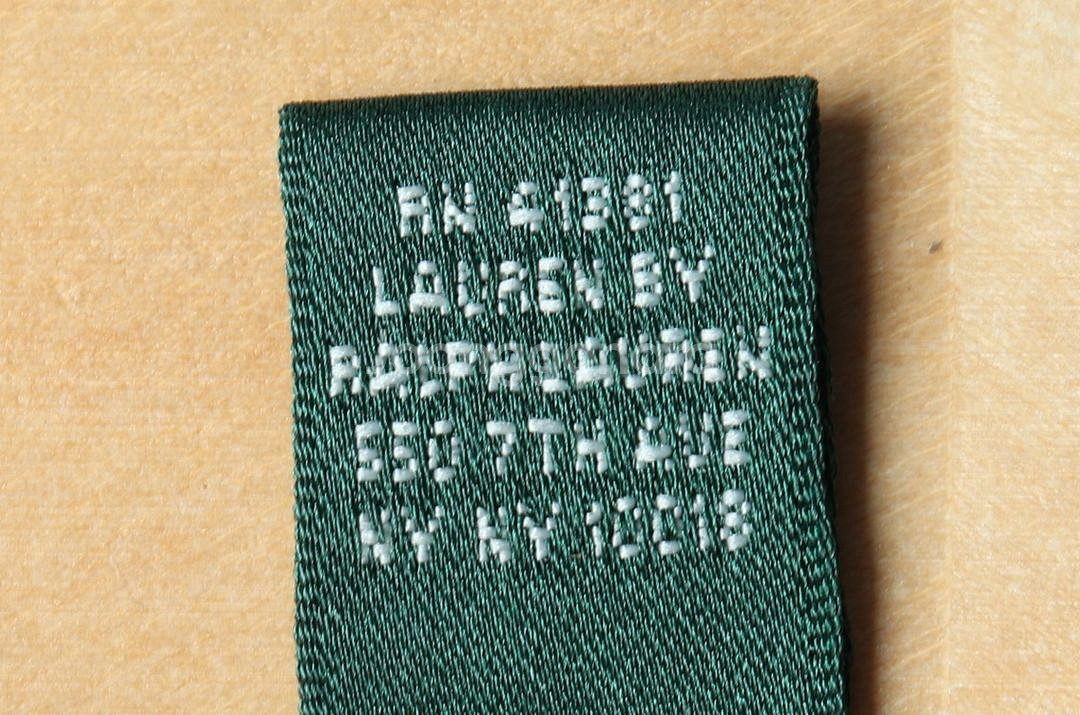 RN 41381
LAUREN BY
RALPH LAUREN
550 7TH AVE
NY NY 10018